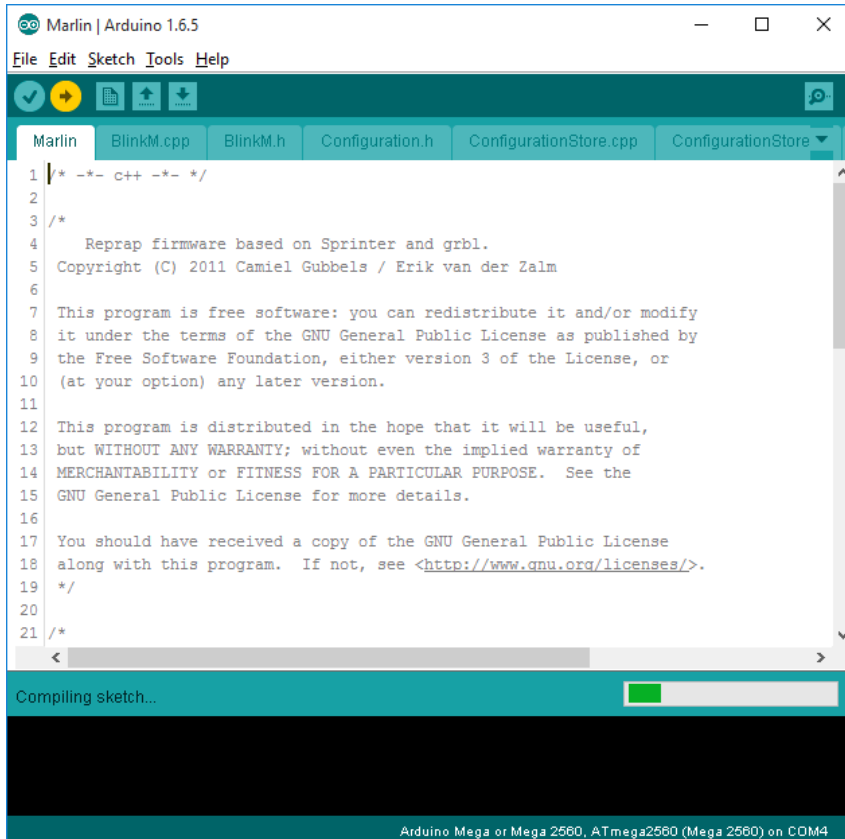 Marlin | Arduino 1.6.5
File Edit Sketch Tools Help
Marlin BlinkM.cpp BlinkM.h Configuration.h ConfigurationStore.cpp ConfigurationStore
1 /* -*- c++ -*- */
2
3 /*
4 Reprap firmware based on Sprinter and grbl.
5 Copyright (C) 2011 Camiel Gubbels / Erik van der Zalm
6
7 This program is free software: you can redistribute it and/or modify
8 it under the terms of the GNU General Public License as published by
9 the Free Software Foundation, either version 3 of the License, or
10 (at your option) any later version.
11
12 This program is distributed in the hope that it will be useful,
13 but WITHOUT ANY WARRANTY; without even the implied warranty of
14 MERCHANTABILITY or FITNESS FOR A PARTICULAR PURPOSE.  See the
15 GNU General Public License for more details.
16
17 You should have received a copy of the GNU General Public License
18 along with this program.  If not, see <http://www.gnu.org/licenses/>.
19 */
20
21 /*
Compiling sketch...
Arduino Mega or Mega 2560, ATmega2560 (Mega 2560) on COM4